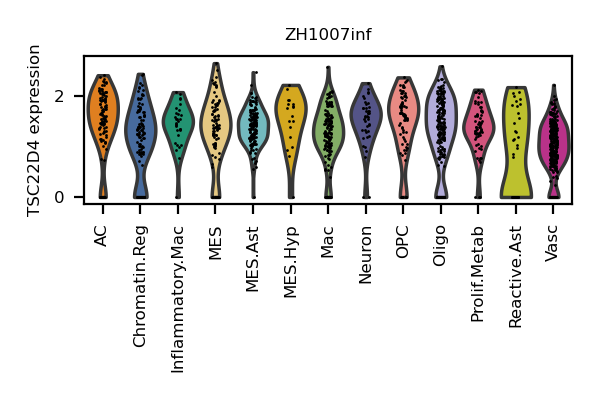 ZH1007inf
TSC22D4 expression
2
0
AC
Chromatin.Reg
Inflammatory.Mac
MES
MES.Ast
MES.Hyp
Mac
Neuron
OPC
Oligo
Prolif.Metab
Reactive.Ast
Vasc